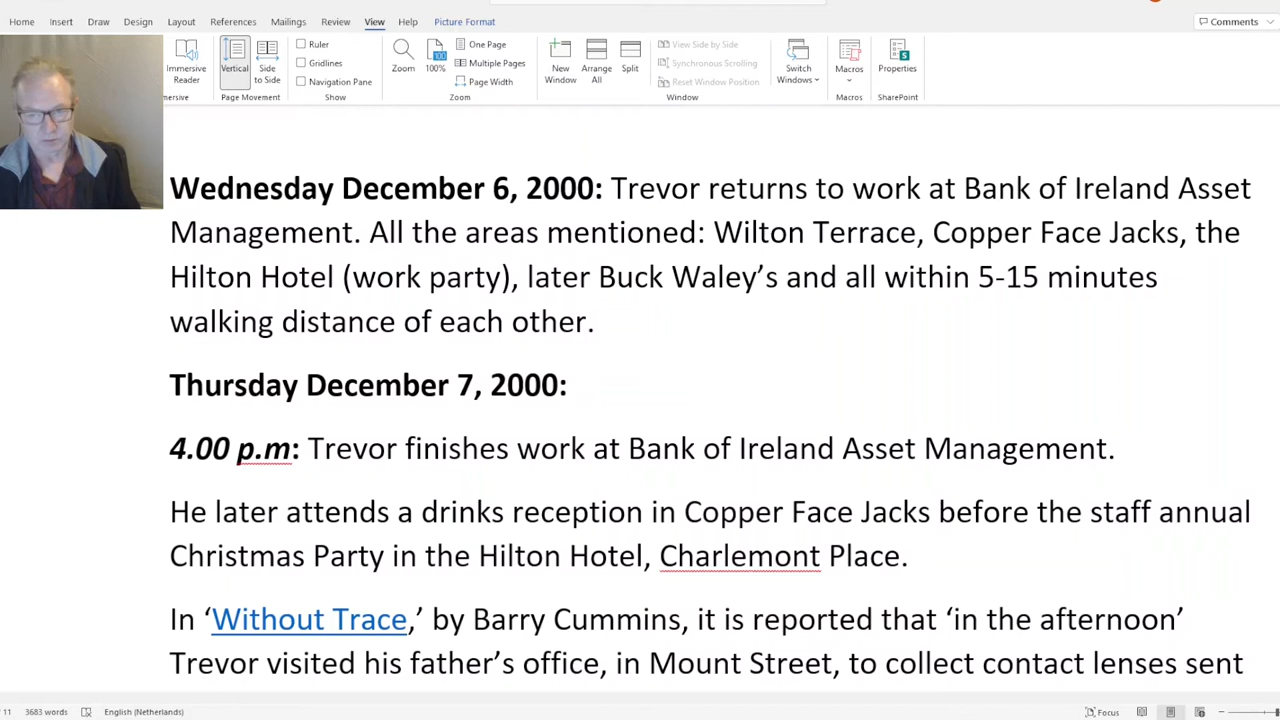 Home Insert Draw Design Layout References Mailings Review View Help Picture Format Comments
Immersive Reader
Vertical
Side to Side
Page Movement
Ruler
Gridlines
Navigation Pane
Show
Zoom
100
100%
One Page
Multiple Pages
Page Width
Zoom
New Window
Arrange All
Split
View Side by Side
Synchronous Scrolling
Reset Window Position
Window
Switch Windows
Macros
Macros
Properties
SharePoint
Wednesday December 6, 2000: Trevor returns to work at Bank of Ireland Asset
Management. All the areas mentioned: Wilton Terrace, Copper Face Jacks, the
Hilton Hotel (work party), later Buck Waley’s and all within 5-15 minutes
walking distance of each other.
Thursday December 7, 2000:
4.00 p.m: Trevor finishes work at Bank of Ireland Asset Management.
He later attends a drinks reception in Copper Face Jacks before the staff annual
Christmas Party in the Hilton Hotel, Charlemont Place.
In ‘Without Trace,’ by Barry Cummins, it is reported that ‘in the afternoon’
Trevor visited his father’s office, in Mount Street, to collect contact lenses sent
11 3683 words English (Netherlands) Focus